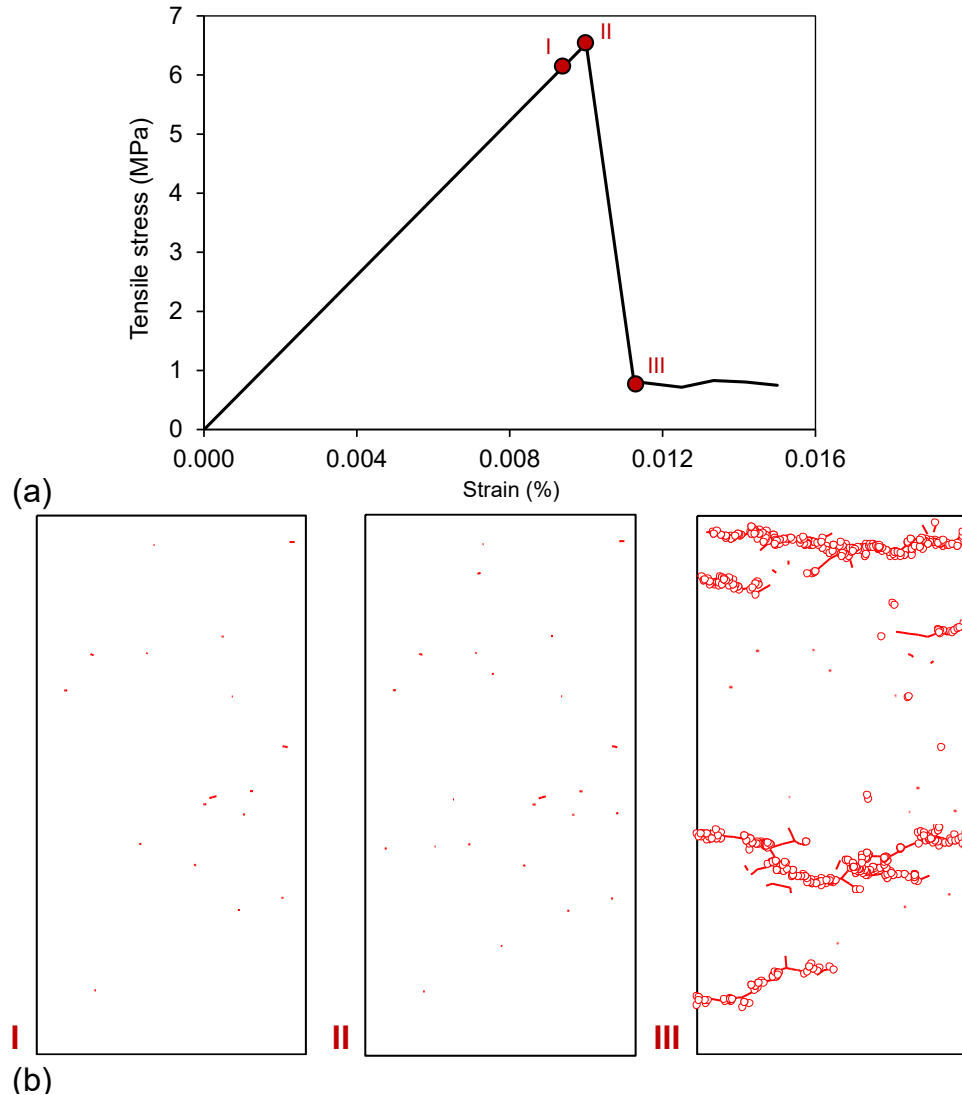 7
6
5
4
3
2
1
0
Tensile stress (MPa)
I
II
III
0.000
0.004
0.008
0.012
0.016
Strain (%)
(a)
I
II
III
(b)